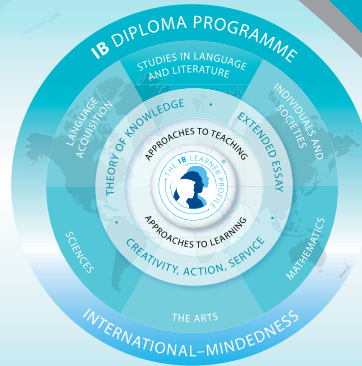 IB DIPLOMA PROGRAMME
STUDIES IN LANGUAGE
AND LITERATURE
LANGUAGE
ACQUISITION
INDIVIDUALS AND
SOCIETIES
THEORY OF KNOWLEDGE
EXTENDED ESSAY
APPROACHES TO TEACHING
THE IB LEARNER PROFILE
APPROACHES TO LEARNING
CREATIVITY, ACTION, SERVICE
SCIENCES
MATHEMATICS
THE ARTS
INTERNATIONAL–MINDEDNESS